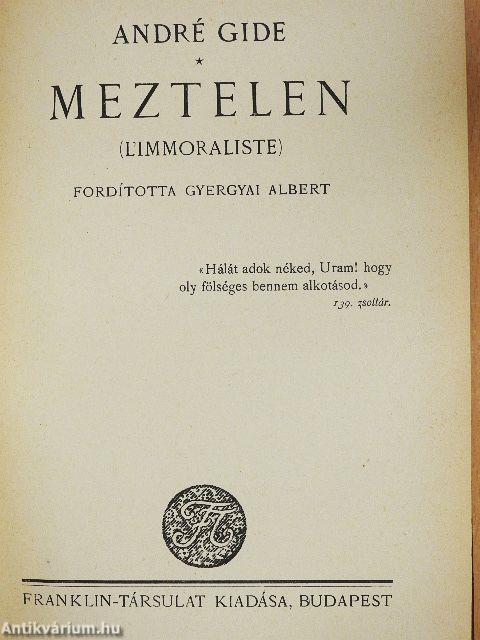 ANDRÉ GIDE
*
MEZTELEN
(L'IMMORALISTE)
FORDÍTOTTA GYERGYAI ALBERT
«Hálát adok néked, Uram! hogy
oly fölséges bennem alkotásod.»
139. zsoltár.
FT
FRANKLIN-TÁRSULAT KIADÁSA, BUDAPEST
Antikvárium.hu